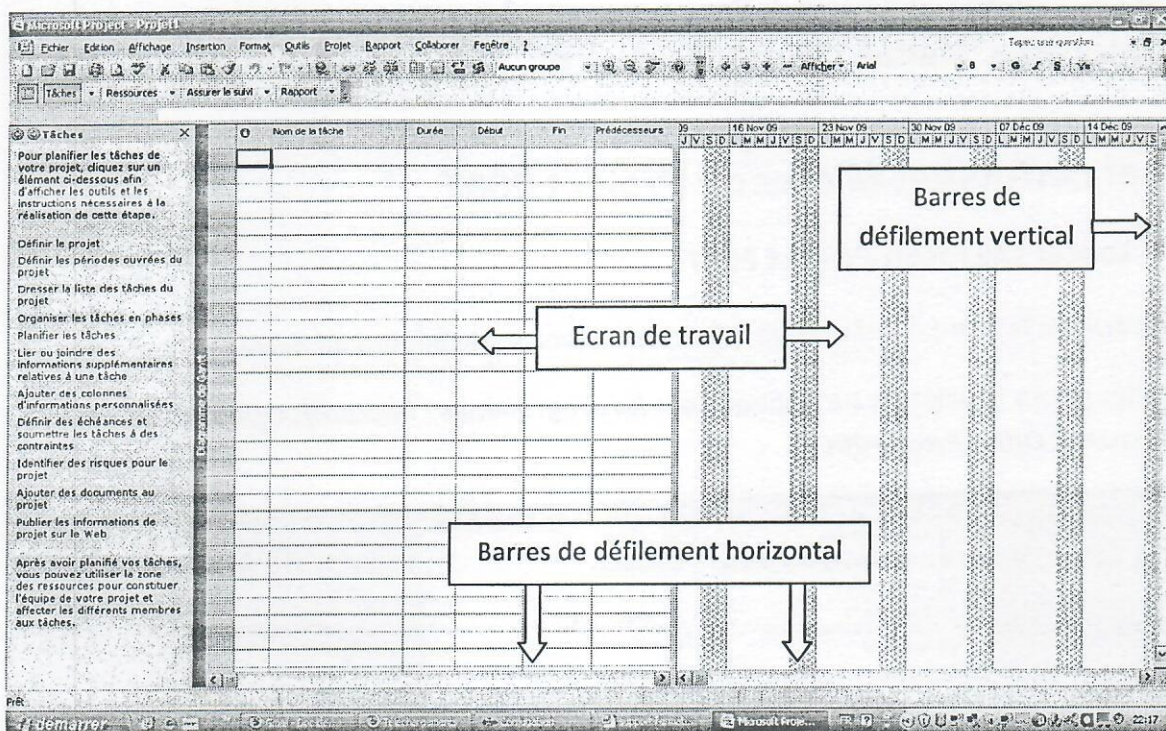 Microsoft Project - Projet1
Fichier Edition Affichage Insertion Format Outils Projet Rapport Collaborer Fenêtre ?
Tapez une question
Aucun groupe Afficher Arial 8 G I S
Tâches Ressources Assurer le suivi Rapport
Tâches
Pour planifier les tâches de
votre projet, cliquez sur un
élément ci-dessous afin
d'afficher les outils et les
instructions nécessaires à la
réalisation de cette étape.
Définir le projet
Définir les périodes ouvrées du
projet
Dresser la liste des tâches du
projet
Organiser les tâches en phases
Planifier les tâches
Lier ou joindre des
informations supplémentaires
relatives à une tâche
Ajouter des colonnes
d'informations personnalisées
Définir des échéances et
soumettre les tâches à des
contraintes
Identifier des risques pour le
projet
Ajouter des documents au
projet
Publier les informations de
projet sur le Web
Après avoir planifié vos tâches,
vous pouvez utiliser la zone
des ressources pour constituer
l'équipe de votre projet et
affecter les différents membres
aux tâches.
Nom de la tâche Durée Début Fin Prédécesseurs
09 16 Nov 09 23 Nov 09 30 Nov 09 07 Déc 09 14 Déc 09
J V S D L M M J V S D L M M J V S D L M M J V S D L M M J V S D L M M J V S
Barres de
défilement vertical
Ecran de travail
Barres de défilement horizontal
Prêt
démarrer
Microsoft Proje...
FR
22:17